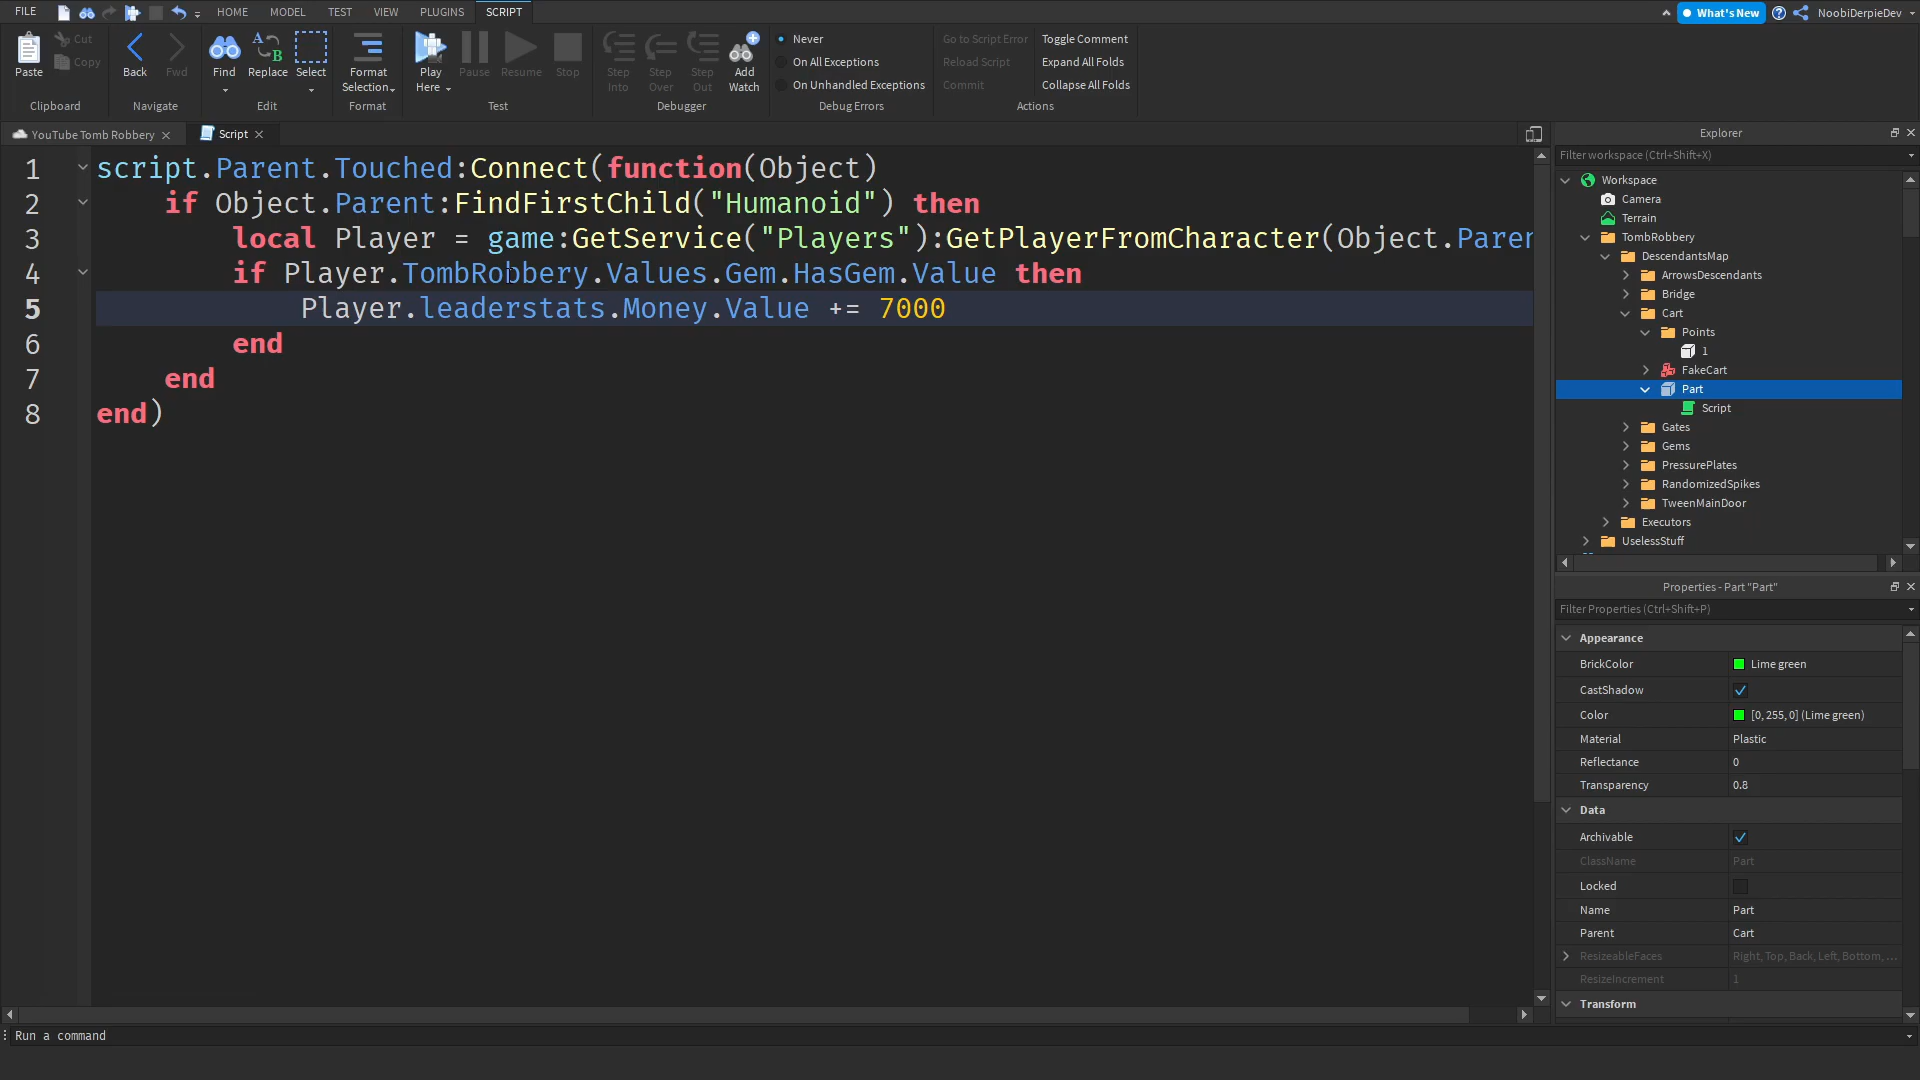 FILE HOME MODEL TEST VIEW PLUGINS SCRIPT What's New NoobiDerpieDev
Paste Cut Copy
Clipboard
Back Fwd
Navigate
Find Replace Select
Edit
Format Selection
Format
Play Here Pause Resume Stop
Test
Step Into Step Over Step Out Add Watch
Debugger
Never
On All Exceptions
On Unhandled Exceptions
Debug Errors
Go to Script Error Toggle Comment
Reload Script Expand All Folds
Commit Collapse All Folds
Actions
YouTube Tomb Robbery Script
1 script.Parent.Touched:Connect(function(Object)
2 if Object.Parent:FindFirstChild("Humanoid") then
3 local Player = game:GetService("Players"):GetPlayerFromCharacter(Object.Paren
4 if Player.TombRobbery.Values.Gem.HasGem.Value then
5 Player.leaderstats.Money.Value += 7000
6 end
7 end
8 end)
Run a command
Explorer
Filter workspace (Ctrl+Shift+X)
Workspace
Camera
Terrain
TombRobbery
DescendantsMap
ArrowsDescendants
Bridge
Cart
Points
1
FakeCart
Part
Script
Gates
Gems
PressurePlates
RandomizedSpikes
TweenMainDoor
Executors
UselessStuff
Properties - Part "Part"
Filter Properties (Ctrl+Shift+P)
Appearance
BrickColor Lime green
CastShadow
Color [0, 255, 0] (Lime green)
Material Plastic
Reflectance 0
Transparency 0.8
Data
Archivable
ClassName Part
Locked
Name Part
Parent Cart
ResizeableFaces Right, Top, Back, Left, Bottom, ...
ResizeIncrement 1
Transform